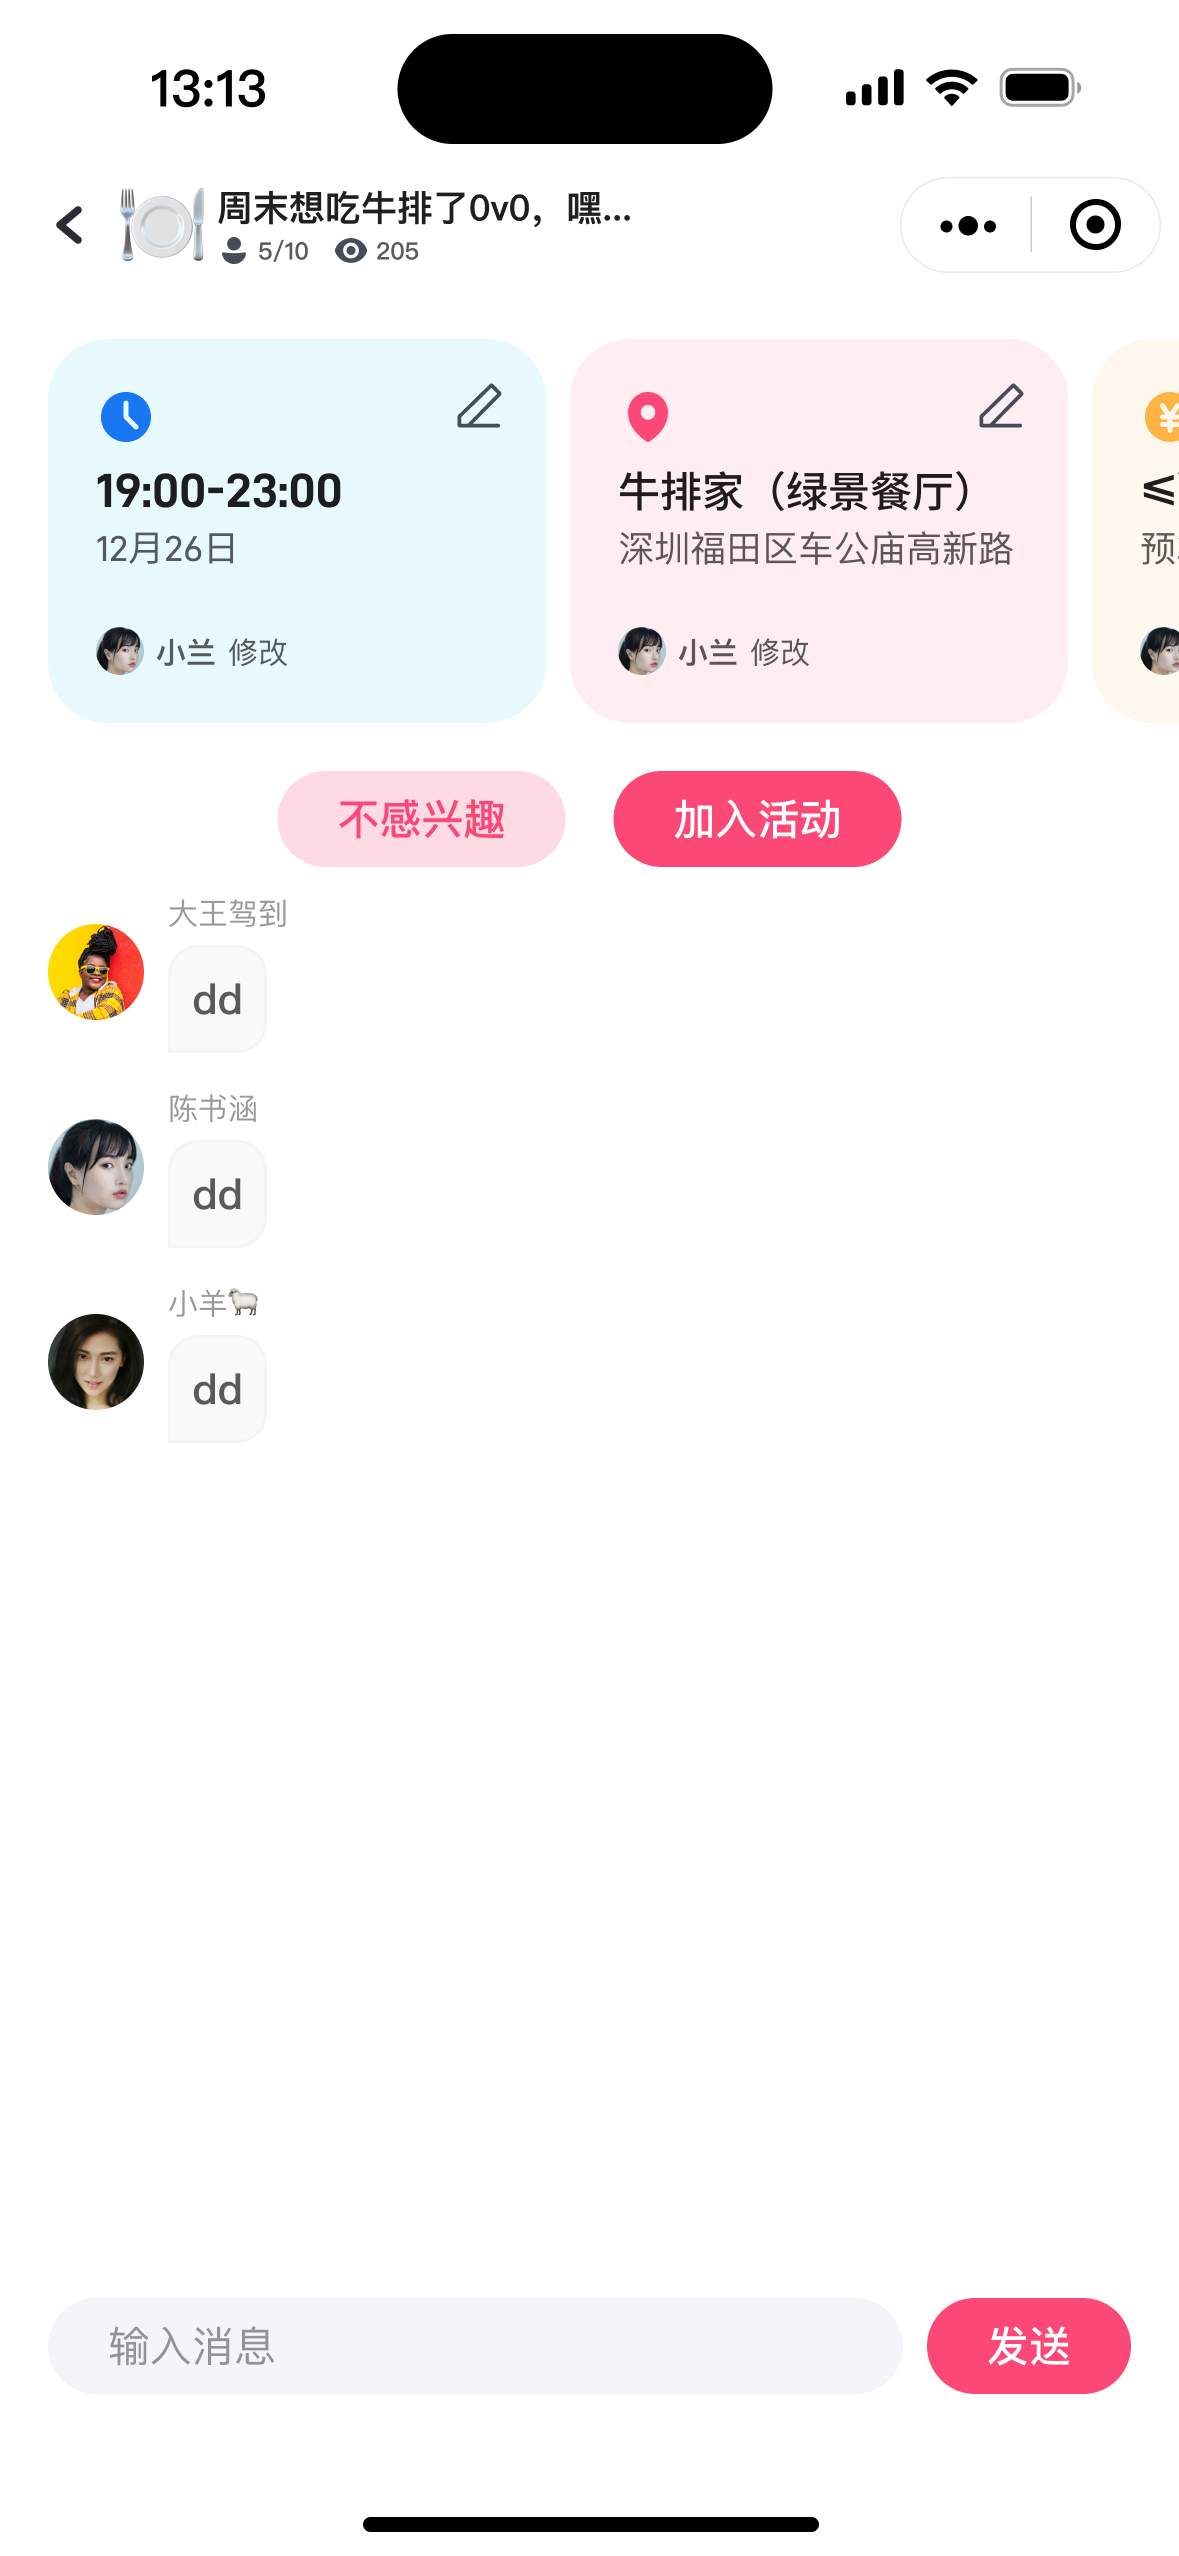 13:13
周末想吃牛排了0v0，嘿...
5/10 205
19:00-23:00
12月26日
小兰 修改
牛排家（绿景餐厅）
深圳福田区车公庙高新路
小兰 修改
¥
≤
预
不感兴趣
加入活动
大王驾到
dd
陈书涵
dd
小羊🐑
dd
输入消息
发送